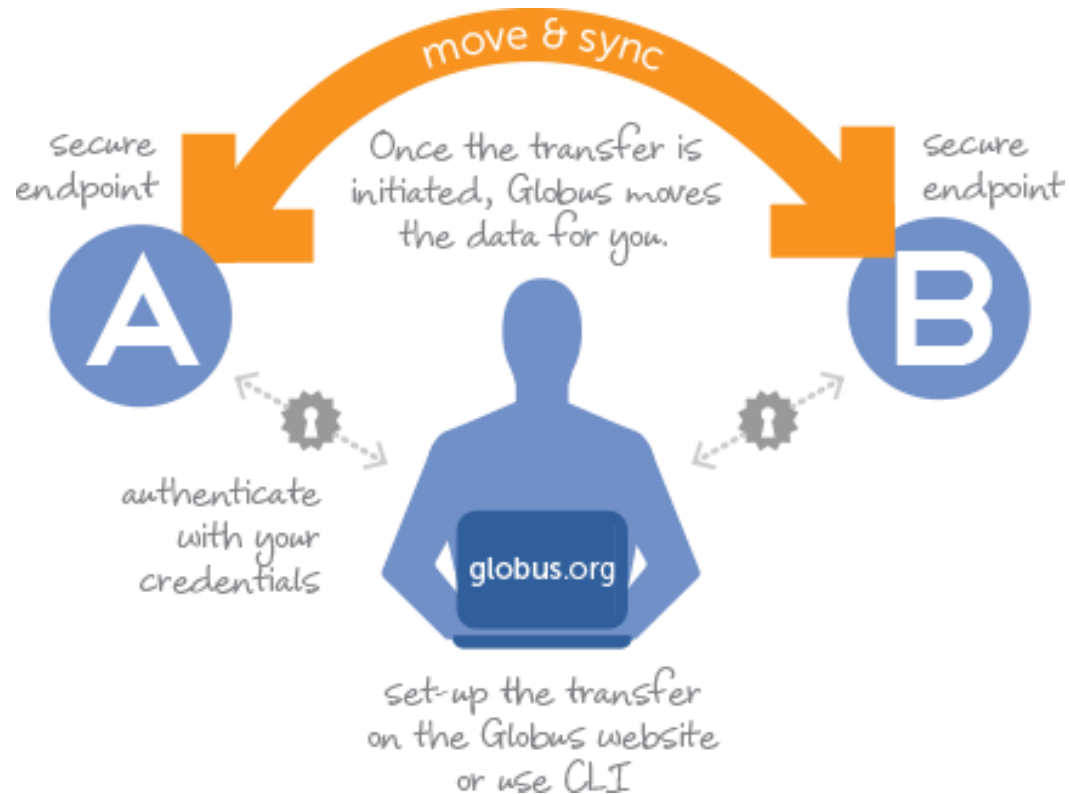 move & sync
secure
endpoint
Once the transfer is
initiated, Globus moves
the data for you.
secure
endpoint
A
B
authenticate
with your
credentials
globus.org
set-up the transfer
on the Globus website
or use CLI